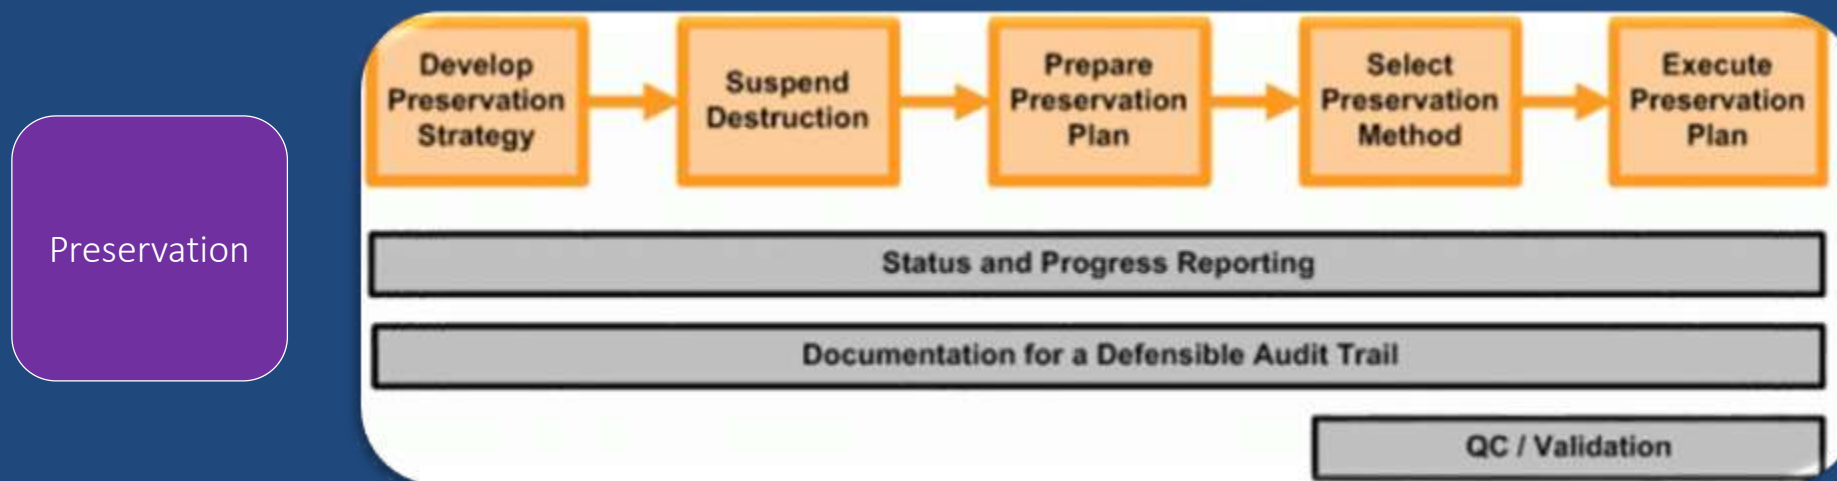 Preservation
Develop
Preservation
Strategy
Suspend
Destruction
Prepare
Preservation
Plan
Select
Preservation
Method
Execute
Preservation
Plan
Status and Progress Reporting
Documentation for a Defensible Audit Trail
QC / Validation